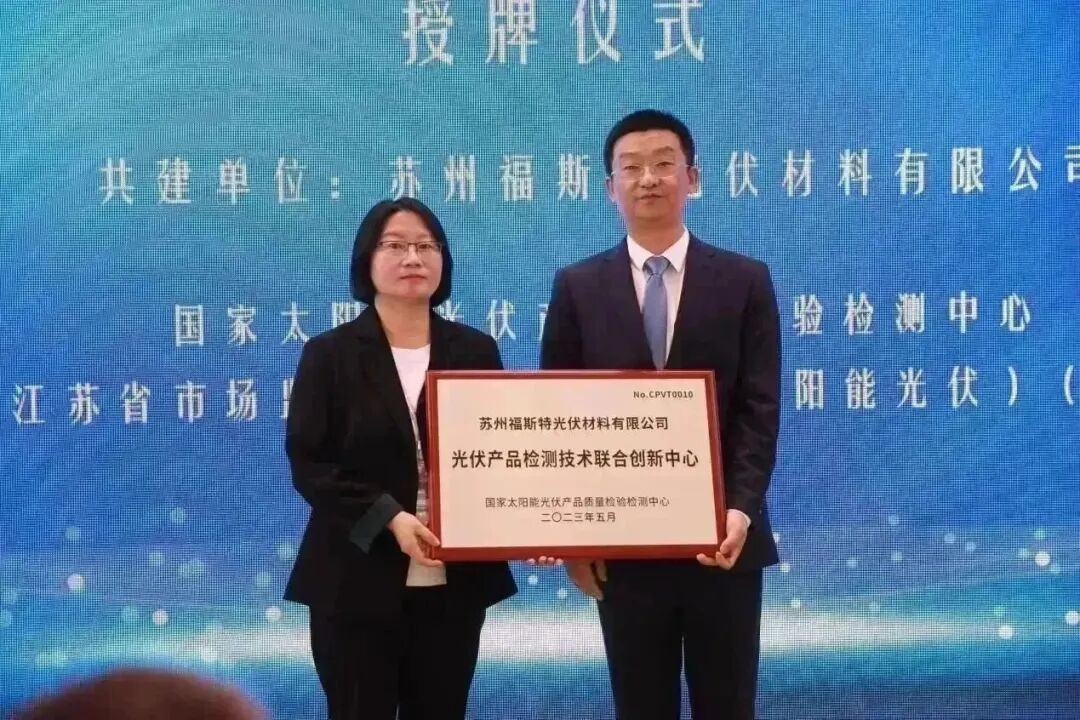 授牌仪式
共建单位：苏州福斯 伏材料有限公司
国家太阳 伏 验检测中心
江苏省市场 阳能光伏）（
No.CPVT0010
苏州福斯特光伏材料有限公司
光伏产品检测技术联合创新中心
国家太阳能光伏产品质量检验检测中心
二〇二三年五月